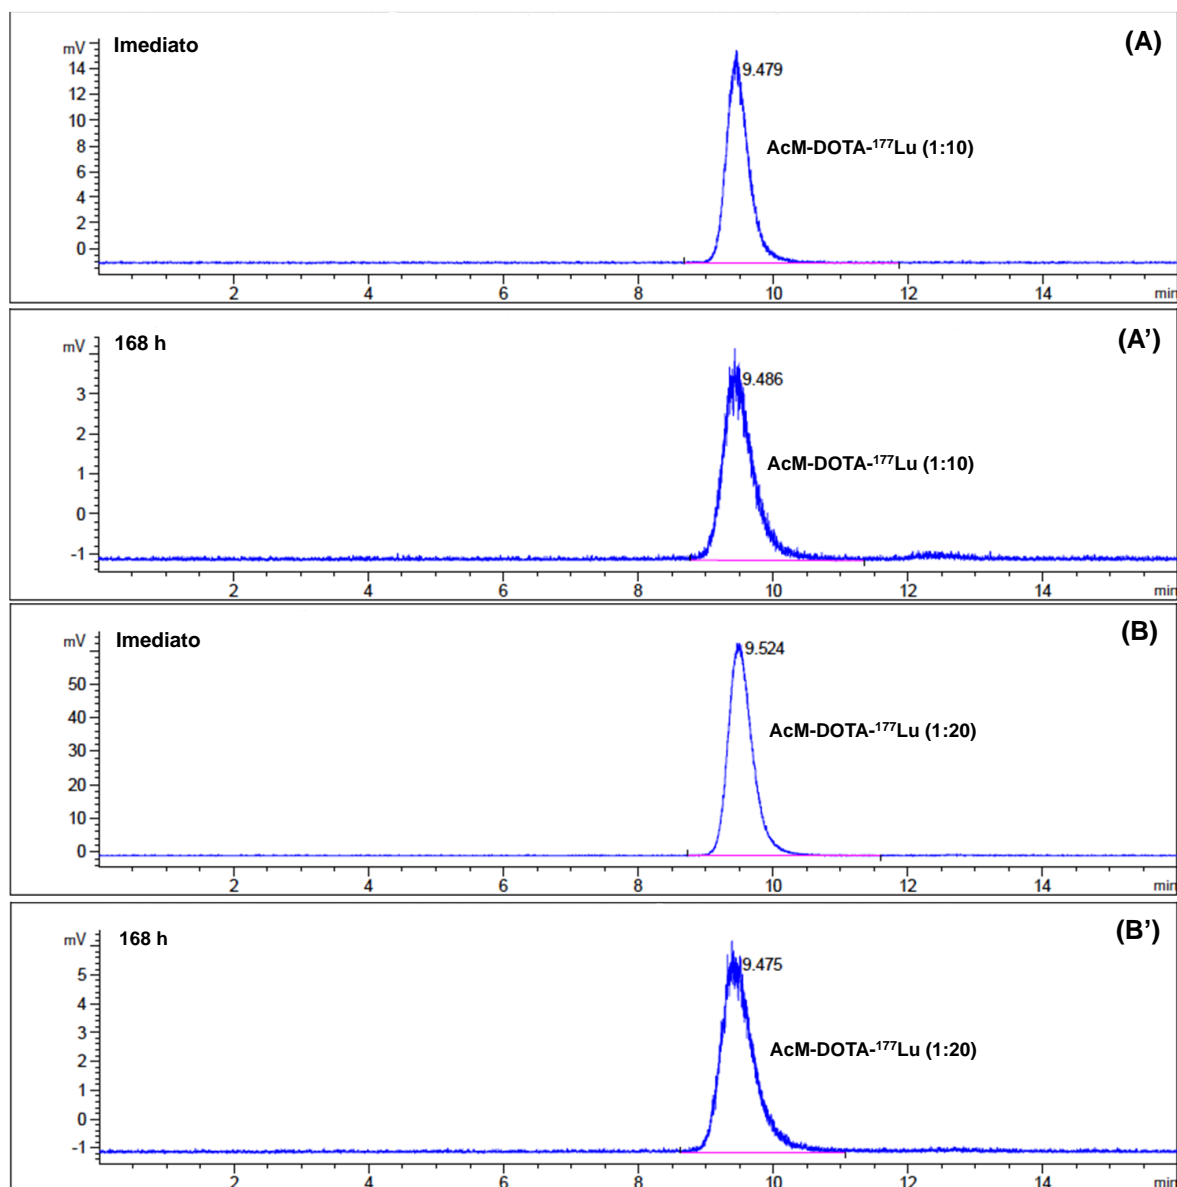 Imediato
(A)
mV
14
12
10
8
6
4
2
0
9.479
AcM-DOTA-¹⁷⁷Lu (1:10)
2 4 6 8 10 12 14 min
168 h
(A')
mV
3
2
1
0
-1
9.486
AcM-DOTA-¹⁷⁷Lu (1:10)
2 4 6 8 10 12 14 min
Imediato
(B)
mV
50
40
30
20
10
0
9.524
AcM-DOTA-¹⁷⁷Lu (1:20)
2 4 6 8 10 12 14 min
168 h
(B')
mV
5
4
3
2
1
0
-1
9.475
AcM-DOTA-¹⁷⁷Lu (1:20)
2 4 6 8 10 12 14 min